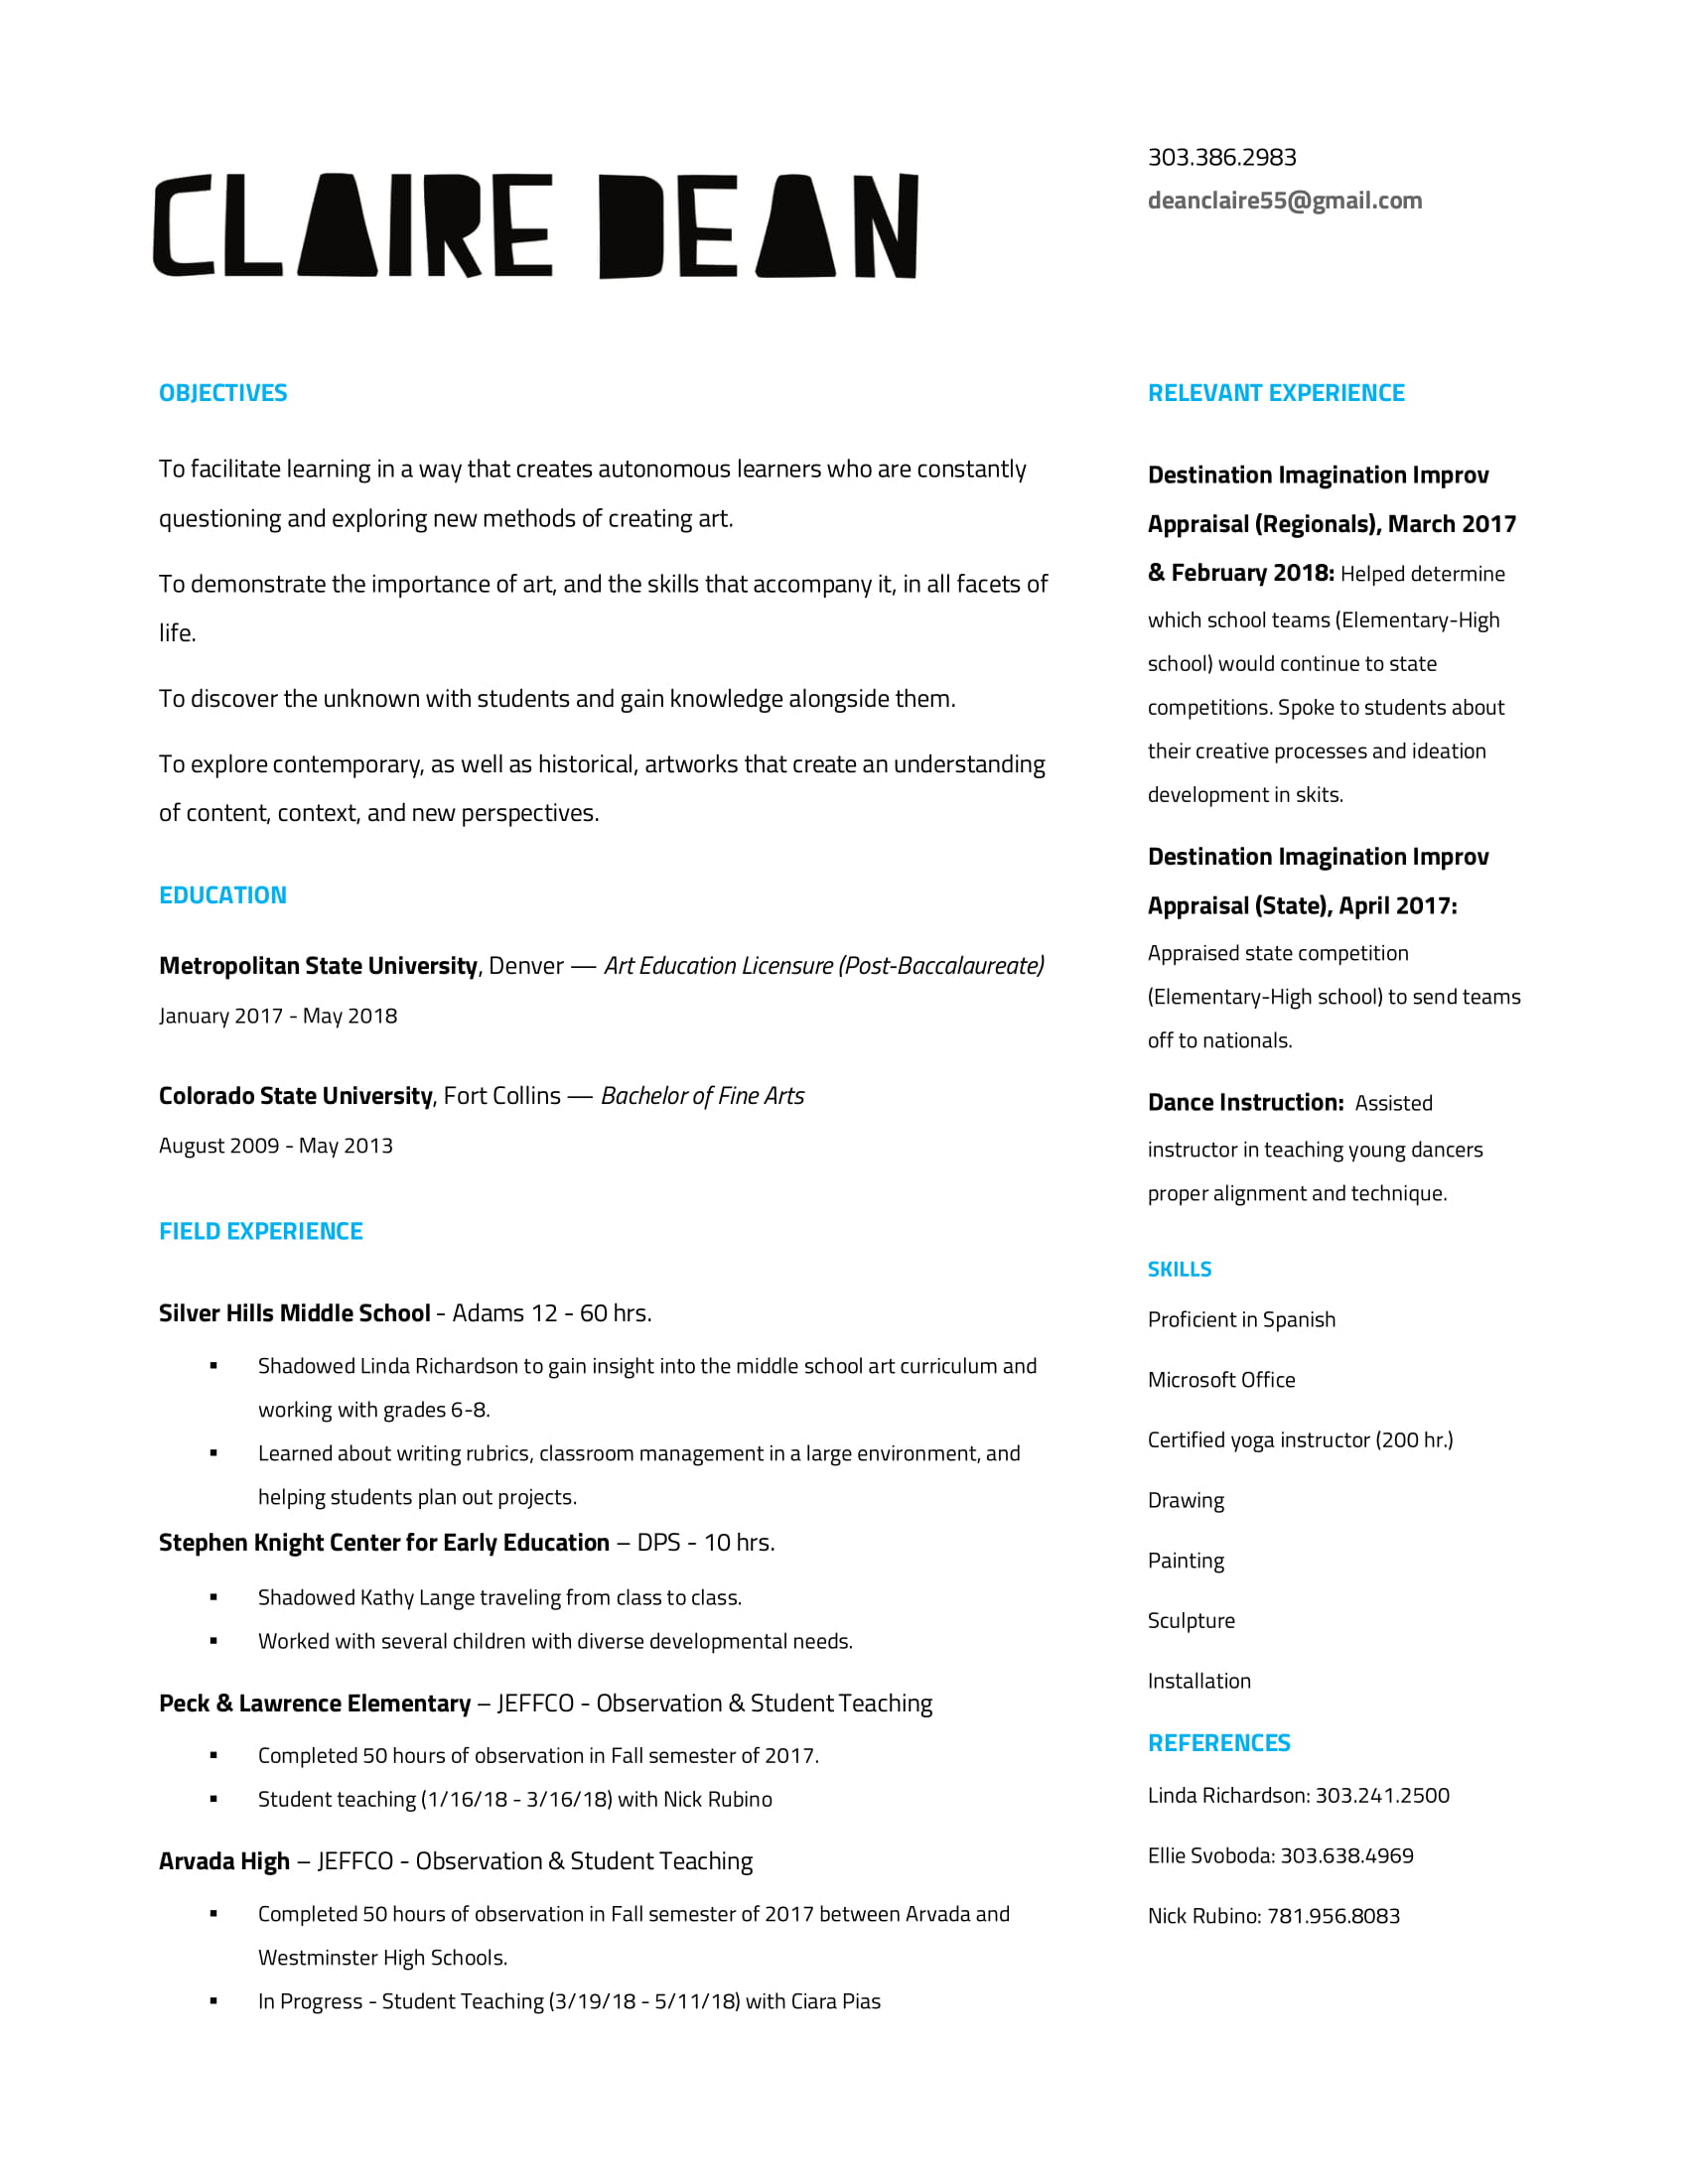 CLAIRE DEAN
303.386.2983
deanclaire55@gmail.com
OBJECTIVES
To facilitate learning in a way that creates autonomous learners who are constantly
questioning and exploring new methods of creating art.
To demonstrate the importance of art, and the skills that accompany it, in all facets of
life.
To discover the unknown with students and gain knowledge alongside them.
To explore contemporary, as well as historical, artworks that create an understanding
of content, context, and new perspectives.
EDUCATION
Metropolitan State University, Denver — Art Education Licensure (Post-Baccalaureate)
January 2017 - May 2018
Colorado State University, Fort Collins — Bachelor of Fine Arts
August 2009 - May 2013
FIELD EXPERIENCE
Silver Hills Middle School - Adams 12 - 60 hrs.
▪ Shadowed Linda Richardson to gain insight into the middle school art curriculum and
working with grades 6-8.
▪ Learned about writing rubrics, classroom management in a large environment, and
helping students plan out projects.
Stephen Knight Center for Early Education – DPS - 10 hrs.
▪ Shadowed Kathy Lange traveling from class to class.
▪ Worked with several children with diverse developmental needs.
Peck & Lawrence Elementary – JEFFCO - Observation & Student Teaching
▪ Completed 50 hours of observation in Fall semester of 2017.
▪ Student teaching (1/16/18 - 3/16/18) with Nick Rubino
Arvada High – JEFFCO - Observation & Student Teaching
▪ Completed 50 hours of observation in Fall semester of 2017 between Arvada and
Westminster High Schools.
▪ In Progress - Student Teaching (3/19/18 - 5/11/18) with Ciara Pias
RELEVANT EXPERIENCE
Destination Imagination Improv
Appraisal (Regionals), March 2017
& February 2018: Helped determine
which school teams (Elementary-High
school) would continue to state
competitions. Spoke to students about
their creative processes and ideation
development in skits.
Destination Imagination Improv
Appraisal (State), April 2017:
Appraised state competition
(Elementary-High school) to send teams
off to nationals.
Dance Instruction: Assisted
instructor in teaching young dancers
proper alignment and technique.
SKILLS
Proficient in Spanish
Microsoft Office
Certified yoga instructor (200 hr.)
Drawing
Painting
Sculpture
Installation
REFERENCES
Linda Richardson: 303.241.2500
Ellie Svoboda: 303.638.4969
Nick Rubino: 781.956.8083